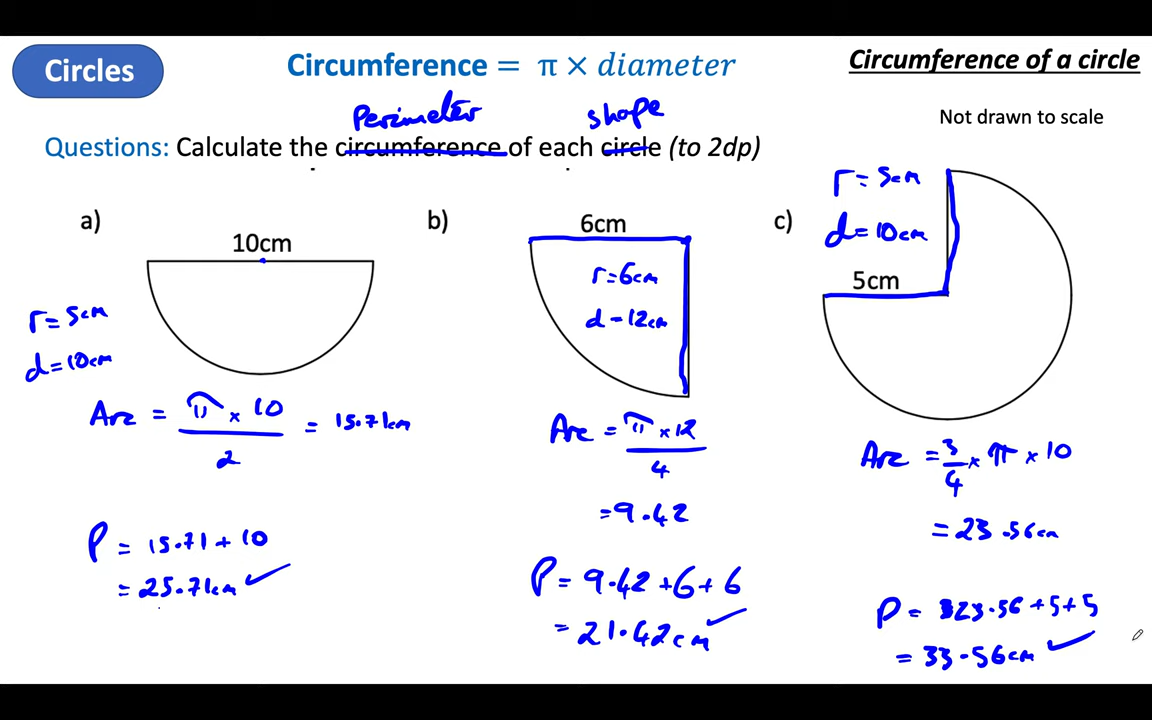 Circles
Circumference = π × diameter
Circumference of a circle
Perimeter shape
Not drawn to scale
Questions: Calculate the circumference of each circle (to 2dp)
a)
10cm
r = 5cm
d = 10cm
Arc = π × 10 / 2 = 15.71cm
P = 15.71 + 10
= 25.71cm ✓
b)
6cm
r = 6cm
d = 12cm
Arc = π × 12 / 4
= 9.42
P = 9.42 + 6 + 6
= 21.42cm ✓
c)
r = 5cm
d = 10cm
5cm
Arc = 3/4 × π × 10
= 23.56cm
P = 23.56 + 5 + 5
= 33.56cm ✓